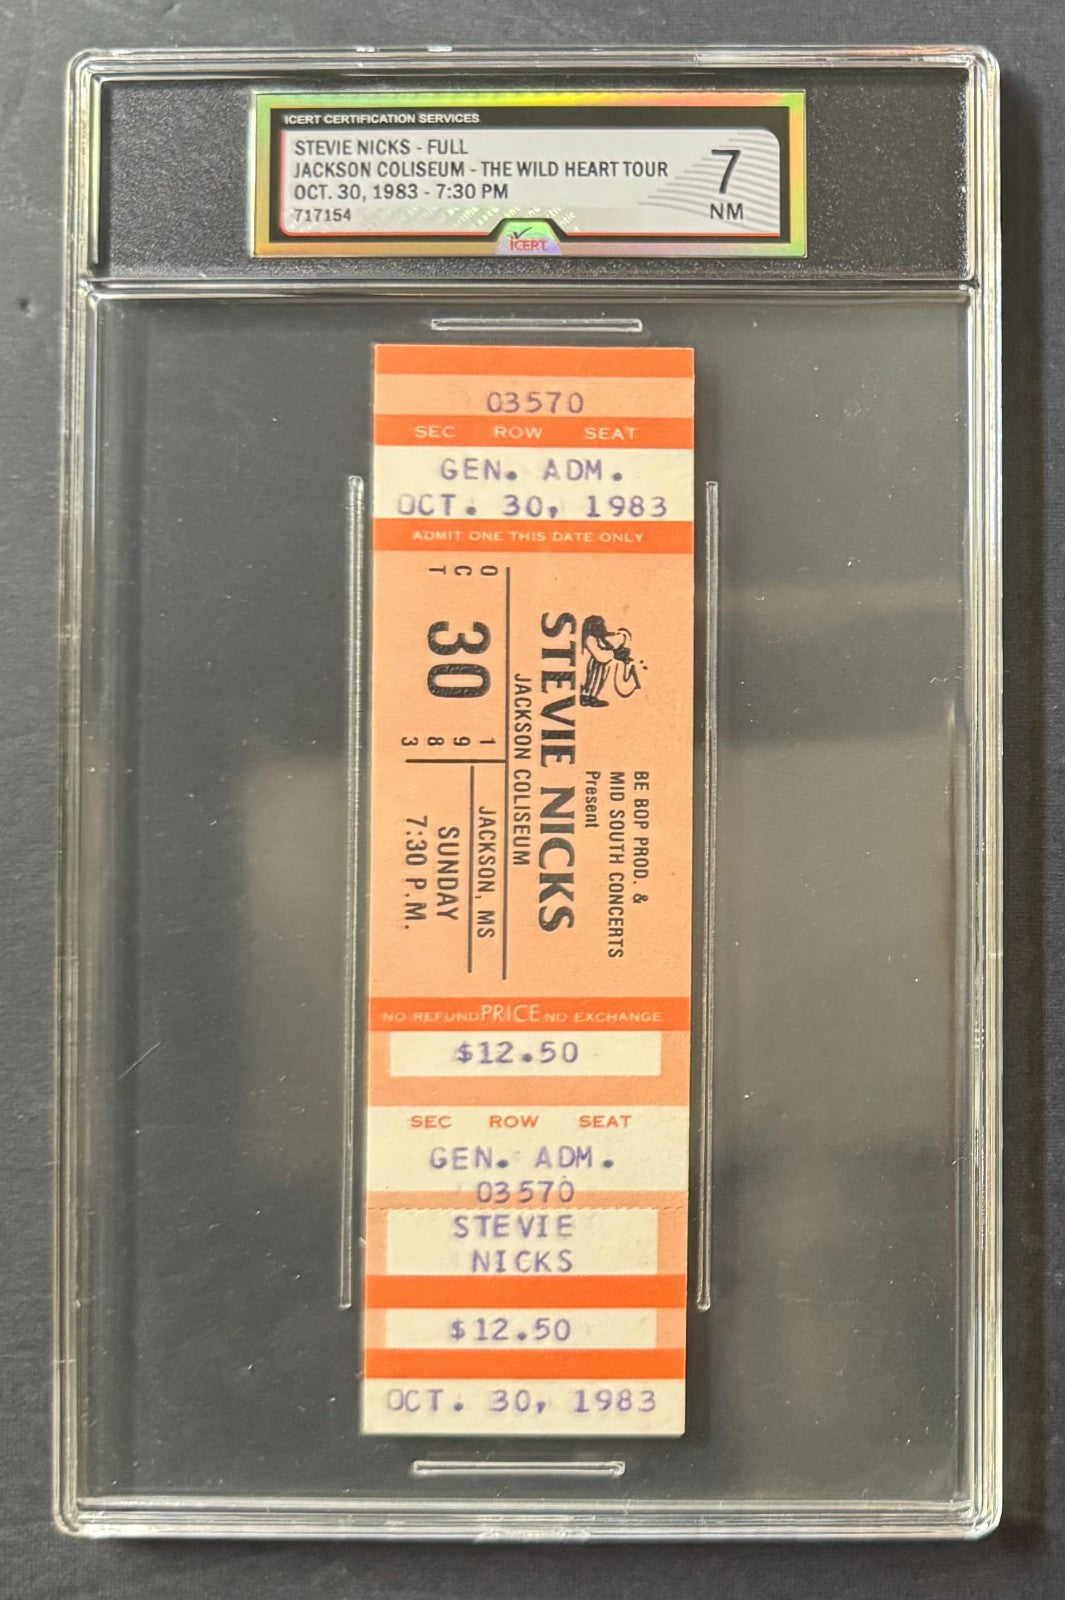 ICERT CERTIFICATION SERVICES
STEVIE NICKS - FULL
JACKSON COLISEUM - THE WILD HEART TOUR
OCT. 30, 1983 - 7:30 PM
717154
7
NM
ICERT
03570
SEC ROW SEAT
GEN. ADM.
OCT. 30, 1983
ADMIT ONE THIS DATE ONLY
BE BOP PROD. &
MID SOUTH CONCERTS
Present
STEVIE NICKS
JACKSON COLISEUM
OCT 30 1983
JACKSON, MS
SUNDAY
7:30 P.M.
NO REFUND PRICE NO EXCHANGE
$12.50
SEC ROW SEAT
GEN. ADM.
03570
STEVIE
NICKS
$12.50
OCT. 30, 1983